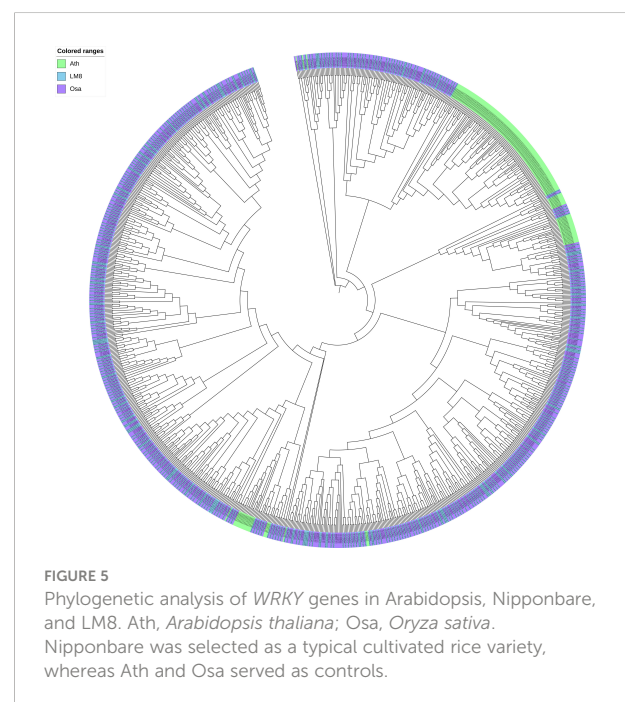 Colored ranges
Ath
LM8
Osa
FIGURE 5
Phylogenetic analysis of WRKY genes in Arabidopsis, Nipponbare,
and LM8. Ath, Arabidopsis thaliana; Osa, Oryza sativa.
Nipponbare was selected as a typical cultivated rice variety,
whereas Ath and Osa served as controls.